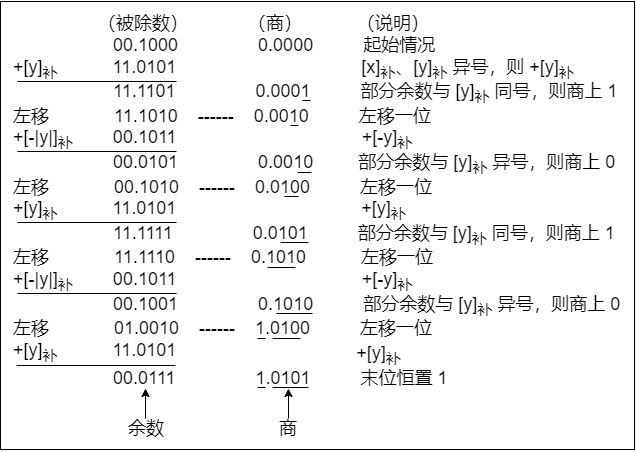 （被除数） （商） （说明）
00.1000 0.0000 起始情况
+[y]补 11.0101 [x]补、[y]补 异号，则 +[y]补
11.1101 0.0001 部分余数与 [y]补 同号，则商上 1
左移 11.1010 ------ 0.0010 左移一位
+[-|y|]补 00.1011 +[-y]补
00.0101 0.0010 部分余数与 [y]补 异号，则商上 0
左移 00.1010 ------ 0.0100 左移一位
+[y]补 11.0101 +[y]补
11.1111 0.0101 部分余数与 [y]补 同号，则商上 1
左移 11.1110 ------ 0.1010 左移一位
+[-|y|]补 00.1011 +[-y]补
00.1001 0.1010 部分余数与 [y]补 异号，则商上 0
左移 01.0010 ------ 1.0100 左移一位
+[y]补 11.0101 +[y]补
00.0111 1.0101 末位恒置 1
余数 商